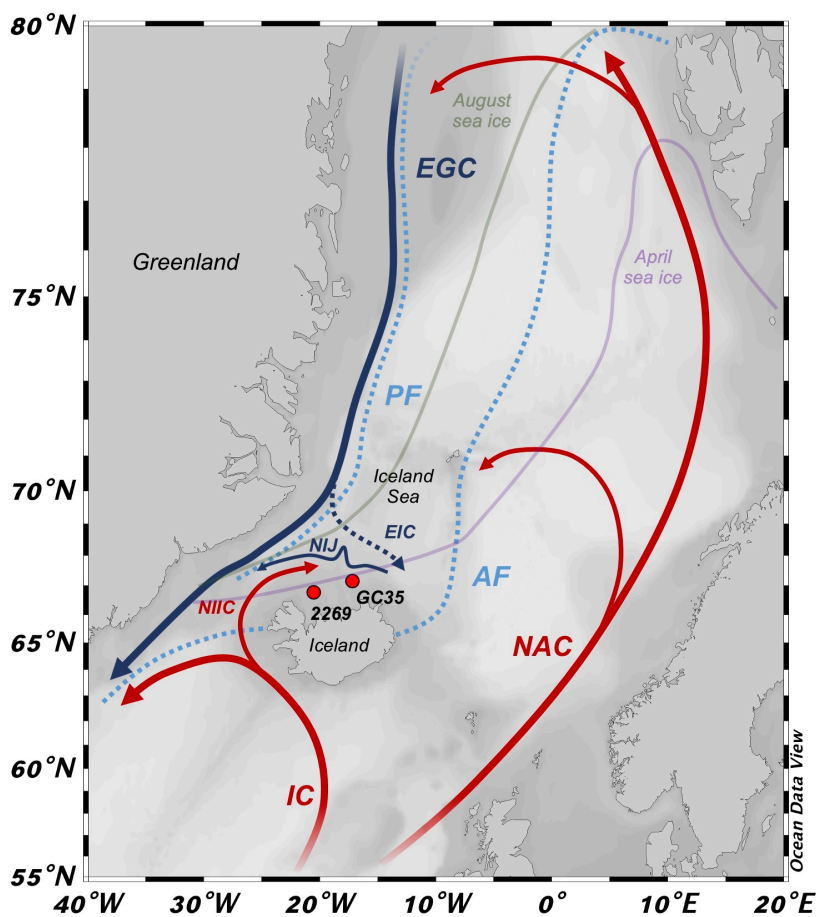 80°N
August
sea ice
EGC
Greenland
April
sea ice
75°N
PF
Iceland
Sea
70°N
EIC
NIJ
AF
NIIC
GC35
2269
65°N
Iceland
NAC
60°N
IC
Ocean Data View
55°N
40°W 30°W 20°W 10°W 0° 10°E 20°E